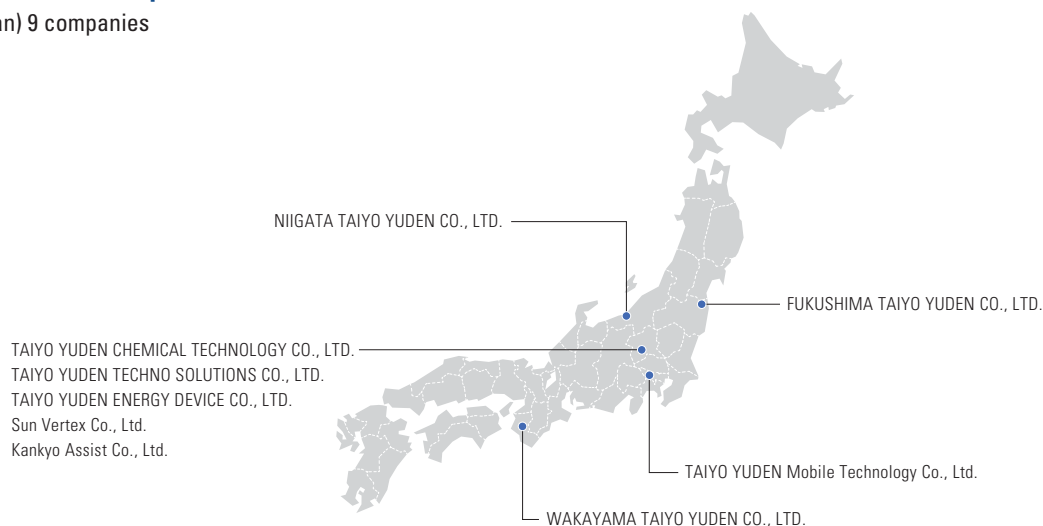 an) 9 companies
NIIGATA TAIYO YUDEN CO., LTD.
FUKUSHIMA TAIYO YUDEN CO., LTD.
TAIYO YUDEN CHEMICAL TECHNOLOGY CO., LTD.
TAIYO YUDEN TECHNO SOLUTIONS CO., LTD.
TAIYO YUDEN ENERGY DEVICE CO., LTD.
Sun Vertex Co., Ltd.
Kankyo Assist Co., Ltd.
TAIYO YUDEN Mobile Technology Co., Ltd.
WAKAYAMA TAIYO YUDEN CO., LTD.